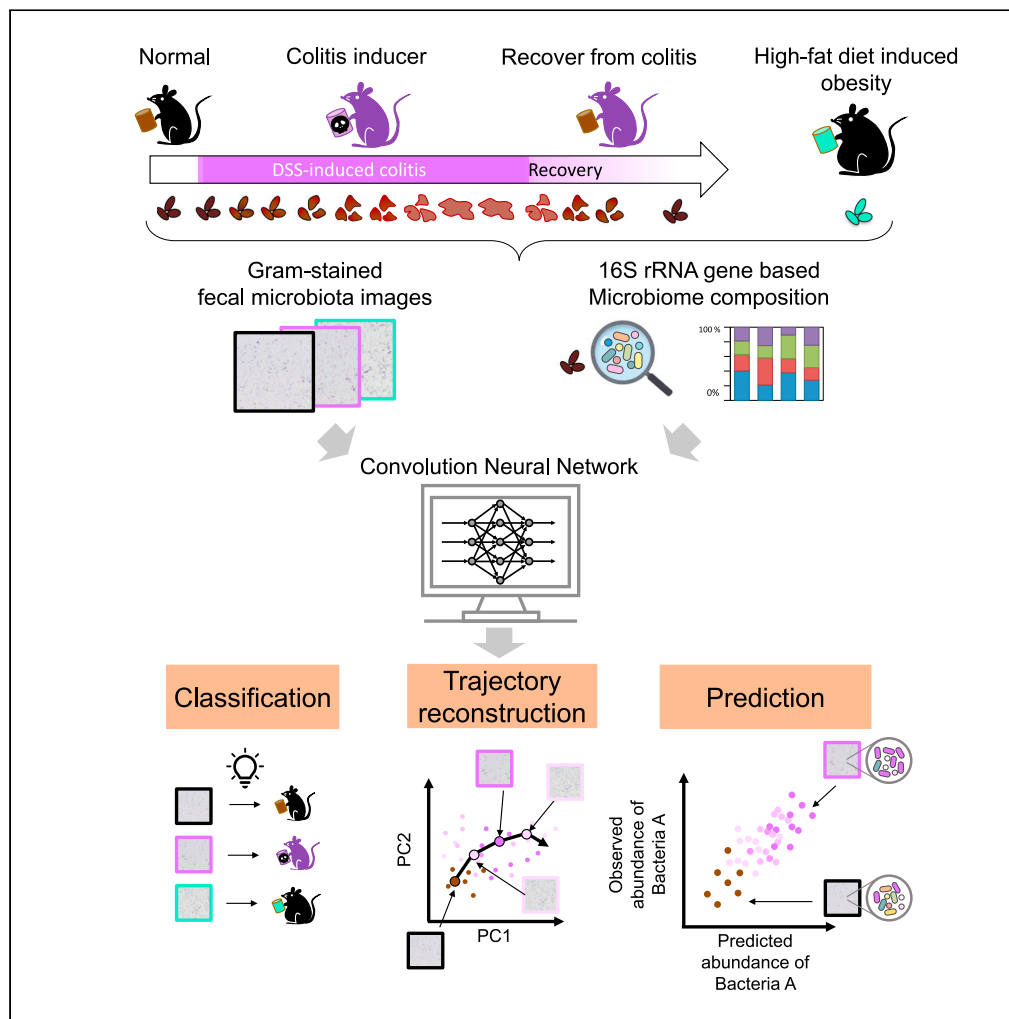 Normal
Colitis inducer
Recover from colitis
High-fat diet induced
obesity
DSS-induced colitis
Recovery
Gram-stained
fecal microbiota images
16S rRNA gene based
Microbiome composition
100 %
0%
Convolution Neural Network
Classification
Trajectory
reconstruction
Prediction
PC2
PC1
Observed
abundance of
Bacteria A
Predicted
abundance of
Bacteria A